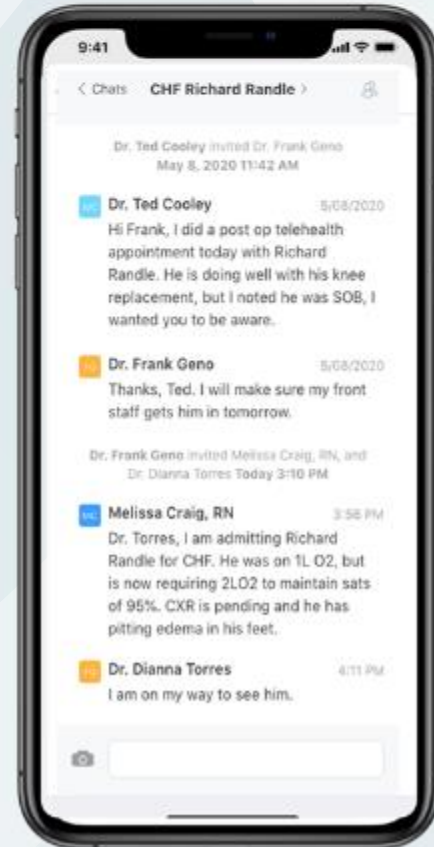 9:41
< Chats CHF Richard Randle >
Dr. Ted Cooley invited Dr. Frank Geno
May 8, 2020 11:42 AM
Dr. Ted Cooley 5/08/2020
Hi Frank, I did a post op telehealth
appointment today with Richard
Randle. He is doing well with his knee
replacement, but I noted he was SOB, I
wanted you to be aware.
Dr. Frank Geno 5/08/2020
Thanks, Ted. I will make sure my front
staff gets him in tomorrow.
Dr. Frank Geno invited Melissa Craig, RN, and
Dr. Dianna Torres Today 3:10 PM
MC Melissa Craig, RN 3:56 PM
Dr. Torres, I am admitting Richard
Randle for CHF. He was on 1L O2, but
is now requiring 2LO2 to maintain sats
of 95%. CXR is pending and he has
pitting edema in his feet.
Dr. Dianna Torres 4:11 PM
I am on my way to see him.